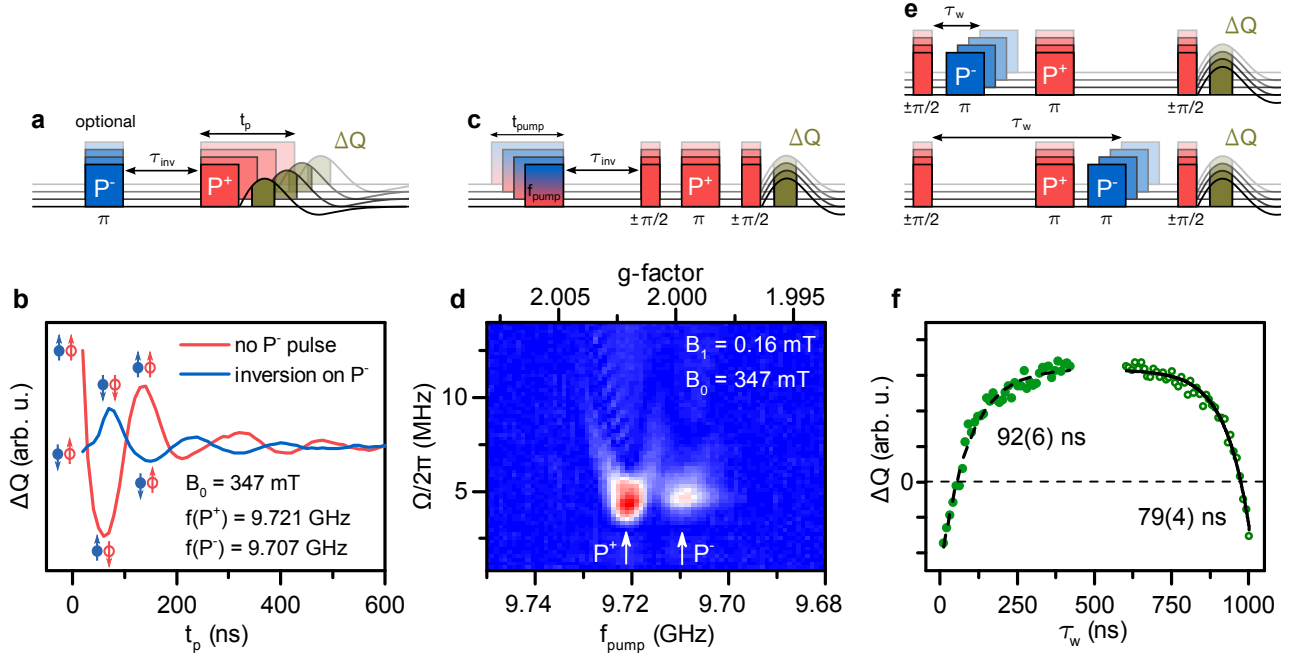 a
optional
t_p
ΔQ
τ_inv
P⁻
P⁺
π
c
t_pump
ΔQ
τ_inv
f_pump
P⁺
±π/2
π
±π/2
e
τ_w
ΔQ
P⁻
P⁺
±π/2
π
π
±π/2
τ_w
ΔQ
P⁺
P⁻
±π/2
π
π
±π/2
b
no P⁻ pulse
inversion on P⁻
B₀ = 347 mT
f(P⁺) = 9.721 GHz
f(P⁻) = 9.707 GHz
ΔQ (arb. u.)
0
200
400
600
t_p (ns)
d
g-factor
2.005
2.000
1.995
B₁ = 0.16 mT
B₀ = 347 mT
10
5
Ω/2π (MHz)
P⁺
P⁻
9.74
9.72
9.70
9.68
f_pump (GHz)
f
92(6) ns
79(4) ns
ΔQ (arb. u.)
0
0
250
500
750
1000
τ_w (ns)